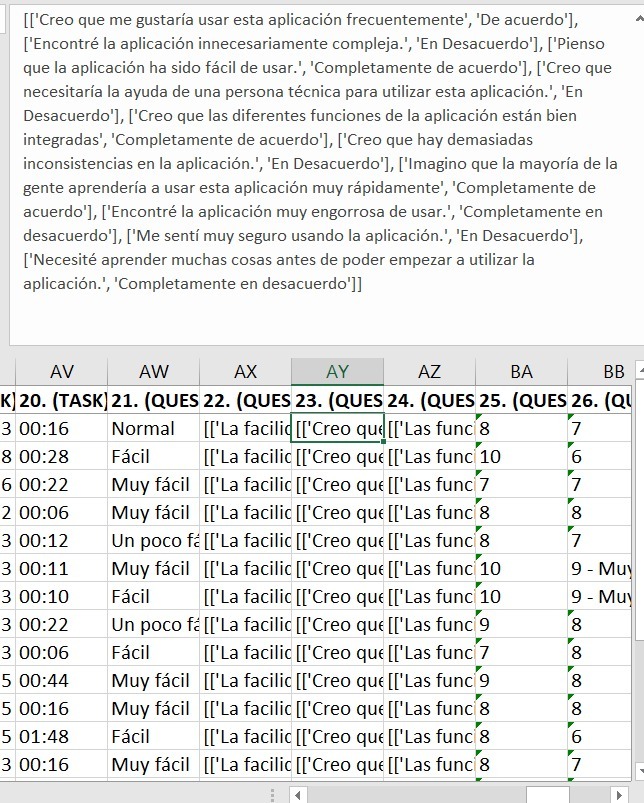 [['Creo que me gustaría usar esta aplicación frecuentemente', 'De acuerdo'],
['Encontré la aplicación innecesariamente compleja.', 'En Desacuerdo'], ['Pienso
que la aplicación ha sido fácil de usar.', 'Completamente de acuerdo'], ['Creo que
necesitaría la ayuda de una persona técnica para utilizar esta aplicación.', 'En
Desacuerdo'], ['Creo que las diferentes funciones de la aplicación están bien
integradas', 'Completamente de acuerdo'], ['Creo que hay demasiadas
inconsistencias en la aplicación.', 'En Desacuerdo'], ['Imagino que la mayoría de la
gente aprendería a usar esta aplicación muy rápidamente', 'Completamente de
acuerdo'], ['Encontré la aplicación muy engorrosa de usar.', 'Completamente en
desacuerdo'], ['Me sentí muy seguro usando la aplicación.', 'En Desacuerdo'],
['Necesité aprender muchas cosas antes de poder empezar a utilizar la
aplicación.', 'Completamente en desacuerdo']]
AV AW AX AY AZ BA BB
K) 20. (TASK) 21. (QUES 22. (QUES 23. (QUES 24. (QUES 25. (QUES 26. (QU
3 00:16 Normal [['La facilid [['Creo que [['Las func 8 7
8 00:28 Fácil [['La facilid [['Creo que [['Las func 10 6
6 00:22 Muy fácil [['La facilid [['Creo que [['Las func 7 7
2 00:06 Muy fácil [['La facilid [['Creo que [['Las func 8 8
3 00:12 Un poco fá [['La facilid [['Creo que [['Las func 8 7
3 00:11 Muy fácil [['La facilid [['Creo que [['Las func 10 9 - Muy
3 00:10 Fácil [['La facilid [['Creo que [['Las func 10 9 - Muy
3 00:22 Un poco fá [['La facilid [['Creo que [['Las func 9 8
3 00:06 Fácil [['La facilid [['Creo que [['Las func 7 8
5 00:44 Muy fácil [['La facilid [['Creo que [['Las func 9 8
5 00:16 Muy fácil [['La facilid [['Creo que [['Las func 8 8
5 01:48 Fácil [['La facilid [['Creo que [['Las func 8 6
3 00:16 Muy fácil [['La facilid [['Creo que [['Las func 8 7